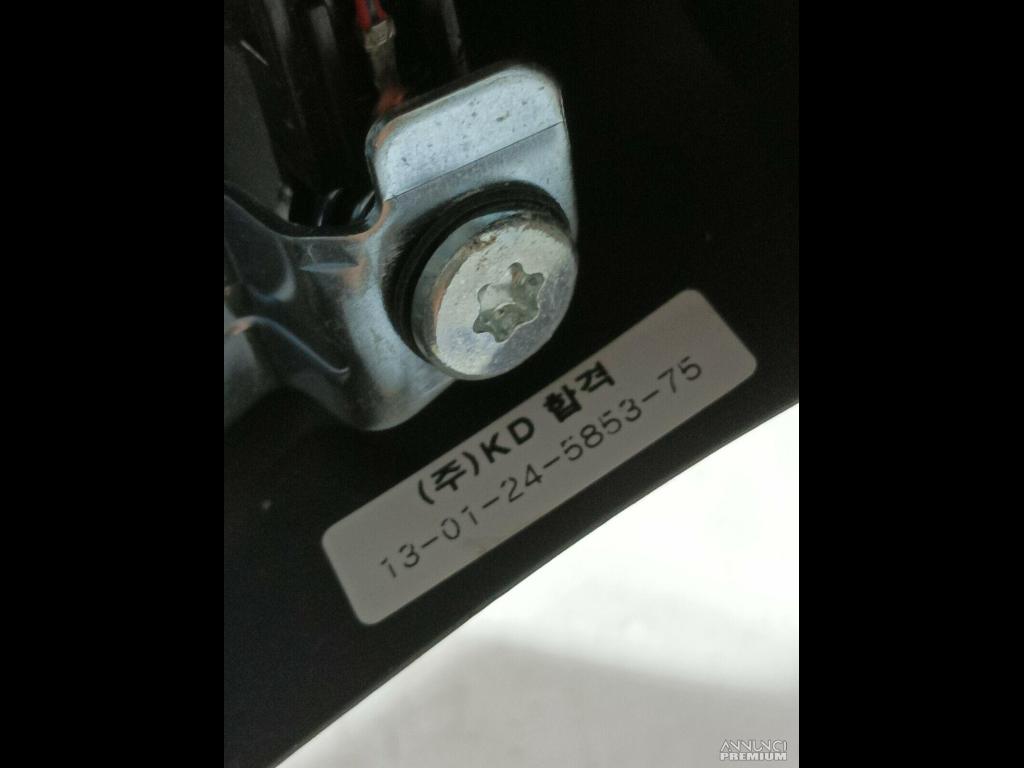 (주)KD 합격
13-01-24-5853-75
ANNUNCI
PREMIUM